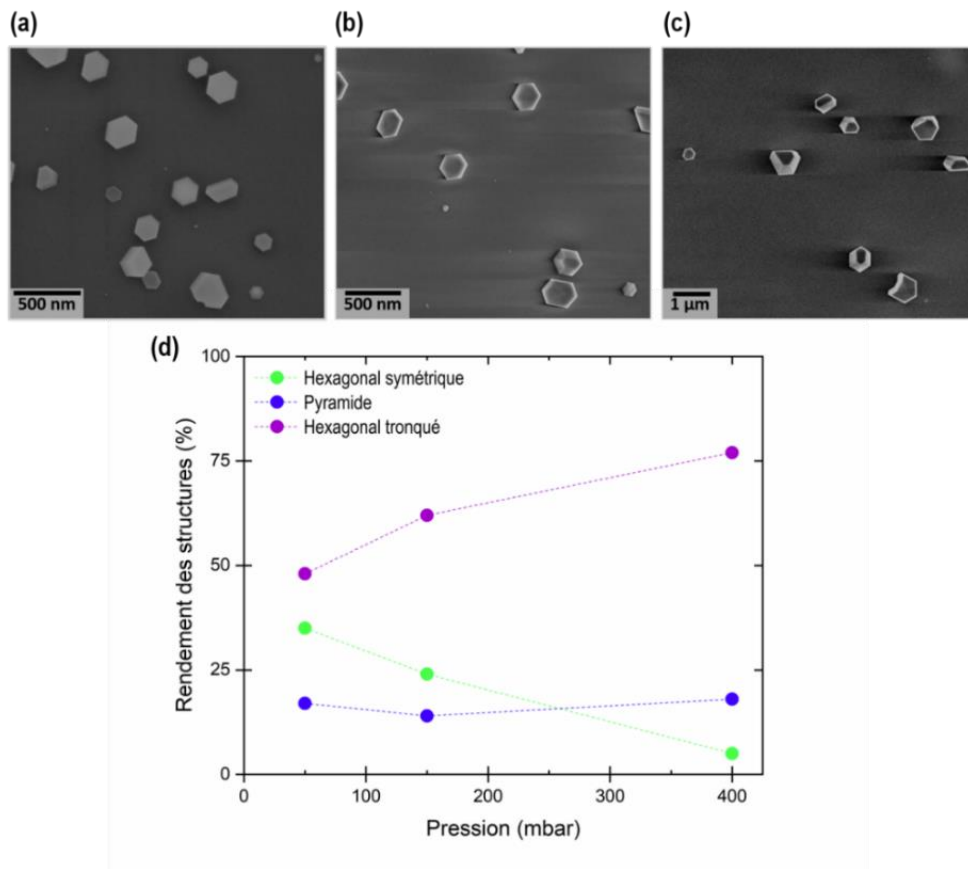 (a)
(b)
(c)
500 nm
500 nm
1 µm
(d)
100
75
50
25
0
Rendement des structures (%)
Hexagonal symétrique
Pyramide
Hexagonal tronqué
0 100 200 300 400
Pression (mbar)